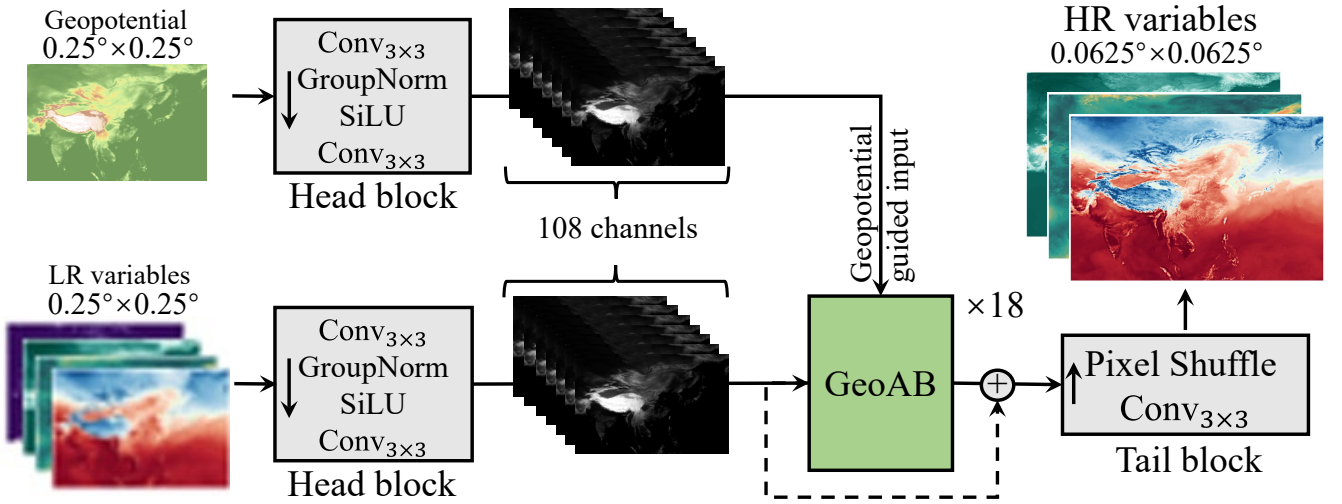 Geopotential
0.25°×0.25°
Conv3×3
GroupNorm
SiLU
Conv3×3
Head block
108 channels
Geopotential
guided input
HR variables
0.0625°×0.0625°
LR variables
0.25°×0.25°
Conv3×3
GroupNorm
SiLU
Conv3×3
Head block
GeoAB
×18
+
Pixel Shuffle
Conv3×3
Tail block